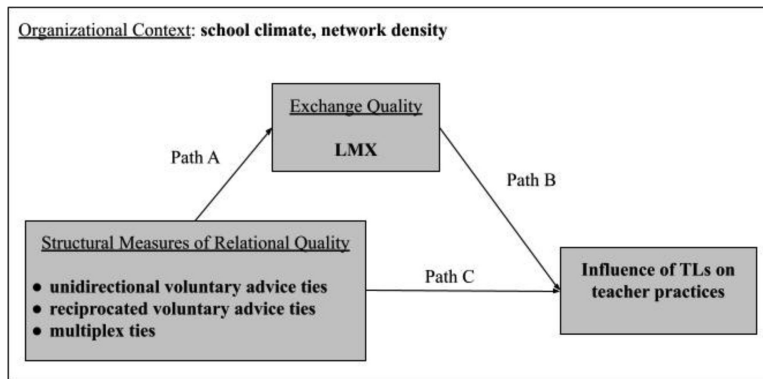 Organizational Context: school climate, network density
Exchange Quality
LMX
Path A
Path B
Structural Measures of Relational Quality
● unidirectional voluntary advice ties
● reciprocated voluntary advice ties
● multiplex ties
Path C
Influence of TLs on
teacher practices